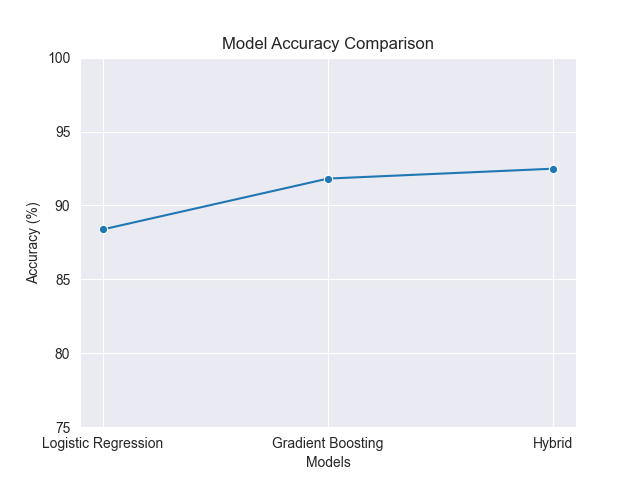 Model Accuracy Comparison
100
95
90
85
80
75
Accuracy (%)
Logistic Regression Gradient Boosting Hybrid
Models